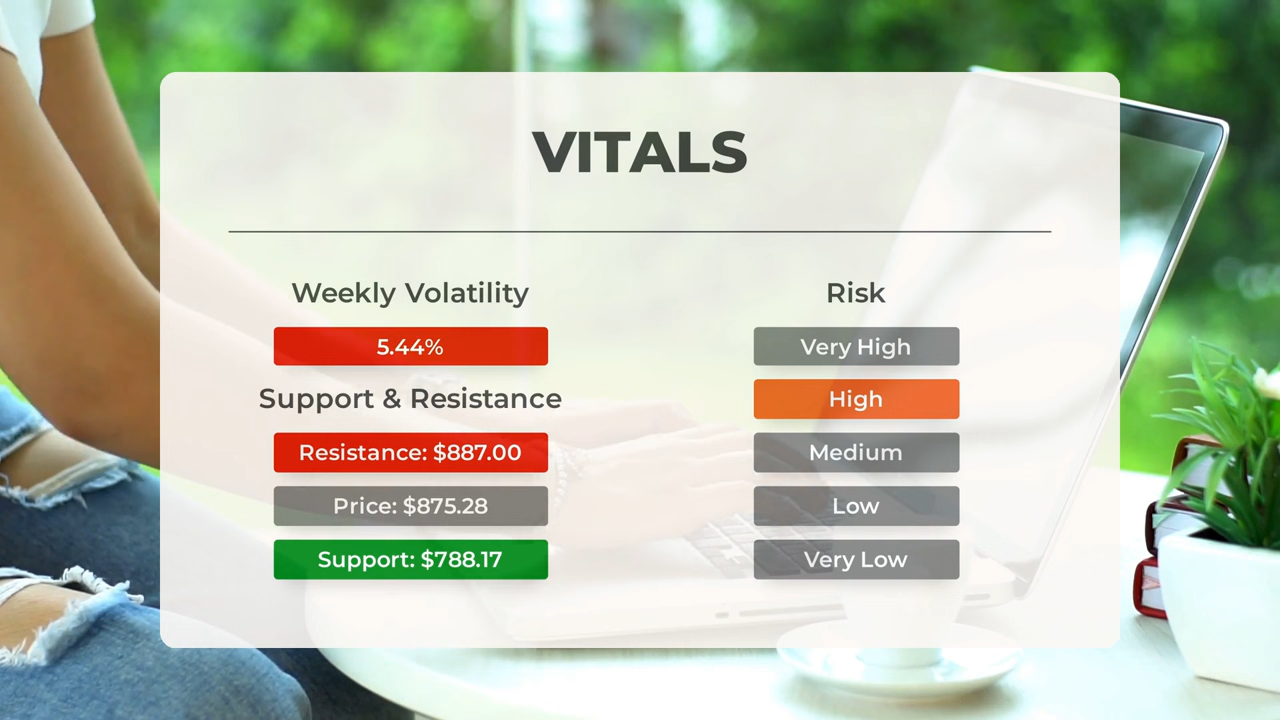 VITALS
Weekly Volatility
5.44%
Support & Resistance
Resistance: $887.00
Price: $875.28
Support: $788.17
Risk
Very High
High
Medium
Low
Very Low